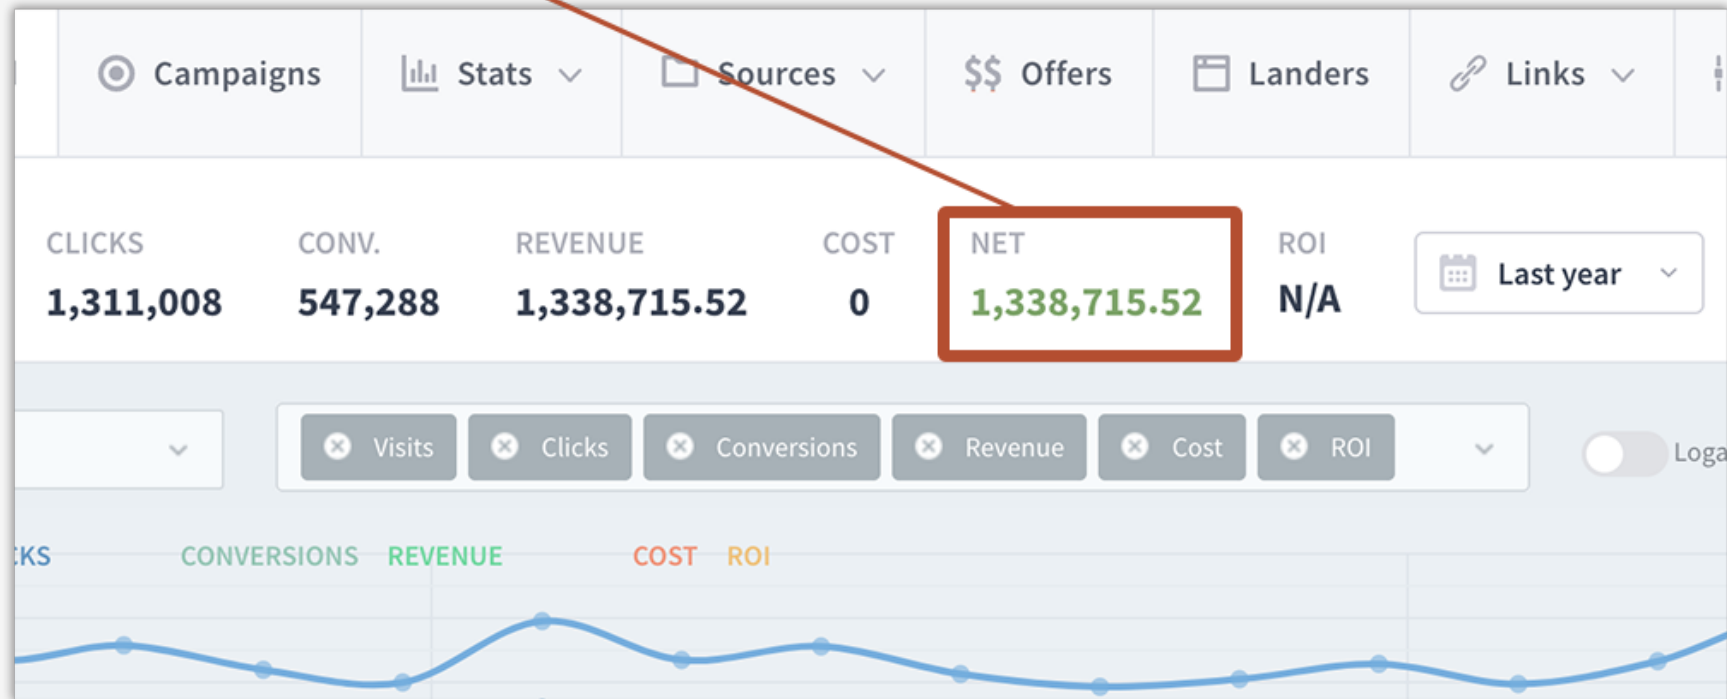 Campaigns Stats Sources $$ Offers Landers Links
CLICKS CONV. REVENUE COST NET ROI
1,311,008 547,288 1,338,715.52 0 1,338,715.52 N/A Last year
Visits Clicks Conversions Revenue Cost ROI
CONVERSIONS REVENUE COST ROI